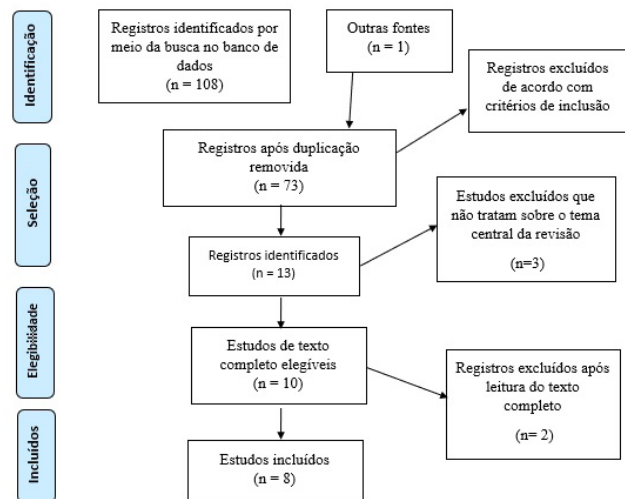 Identificação
Registros identificados por
meio da busca no banco de
dados
(n = 108)
Outras fontes
(n = 1)
Registros excluídos
de acordo com
critérios de inclusão
Seleção
Registros após duplicação
removida
(n = 73)
Estudos excluídos que
não tratam sobre o tema
central da revisão
(n=3)
Registros identificados
(n = 13)
Elegibilidade
Estudos de texto
completo elegíveis
(n = 10)
Registros excluídos após
leitura do texto
completo
(n= 2)
Incluídos
Estudos incluídos
(n = 8)